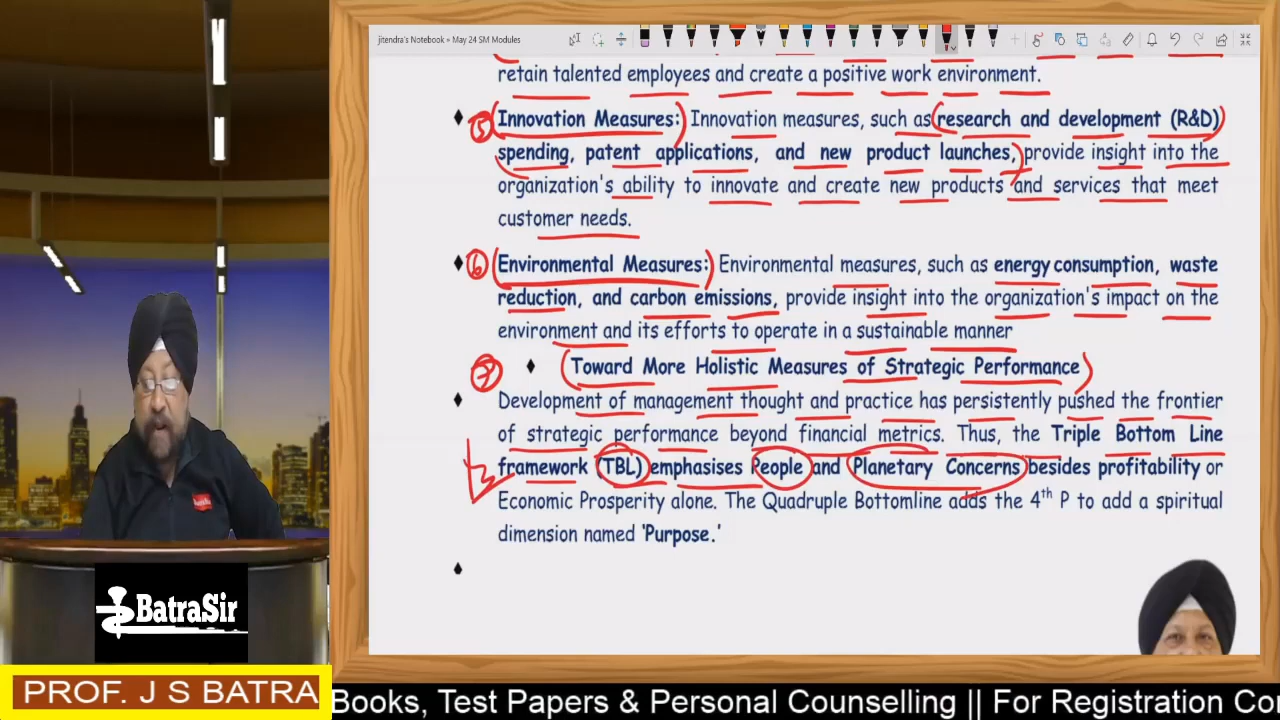 jitendra's Notebook » May 24 SM Modules
retain talented employees and create a positive work environment.
♦ 5 Innovation Measures: Innovation measures, such as research and development (R&D)
spending, patent applications, and new product launches, provide insight into the
organization's ability to innovate and create new products and services that meet
customer needs.
♦ 6 Environmental Measures: Environmental measures, such as energy consumption, waste
reduction, and carbon emissions, provide insight into the organization's impact on the
environment and its efforts to operate in a sustainable manner
7 ♦ Toward More Holistic Measures of Strategic Performance
♦ Development of management thought and practice has persistently pushed the frontier
of strategic performance beyond financial metrics. Thus, the Triple Bottom Line
framework (TBL) emphasises People and Planetary Concerns besides profitability or
Economic Prosperity alone. The Quadruple Bottomline adds the 4th P to add a spiritual
dimension named 'Purpose.'
♦
BatraSir
PROF. J S BATRA
Books, Test Papers & Personal Counselling || For Registration Co